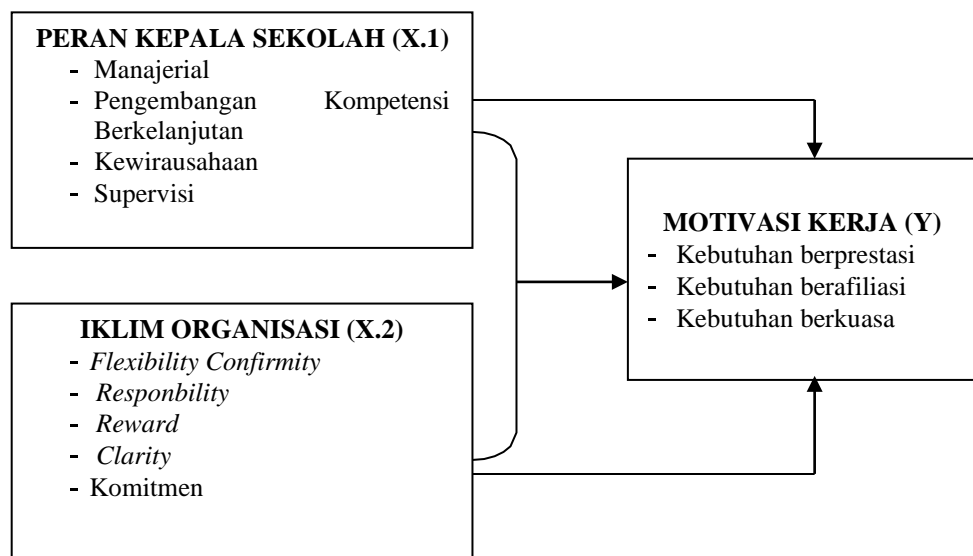 PERAN KEPALA SEKOLAH (X.1)
- Manajerial
- Pengembangan Kompetensi
Berkelanjutan
- Kewirausahaan
- Supervisi
MOTIVASI KERJA (Y)
- Kebutuhan berprestasi
- Kebutuhan berafiliasi
- Kebutuhan berkuasa
IKLIM ORGANISASI (X.2)
- Flexibility Confirmity
- Responbility
- Reward
- Clarity
- Komitmen